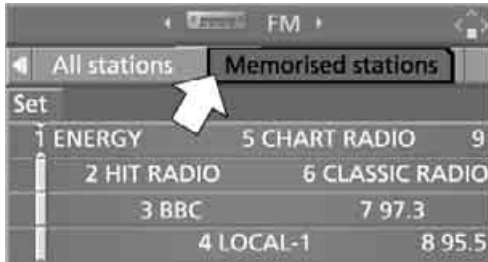 FM
All stations Memorised stations
Set
1 ENERGY 5 CHART RADIO 9
2 HIT RADIO 6 CLASSIC RADIO
3 BBC 7 97.3
4 LOCAL-1 8 95.5